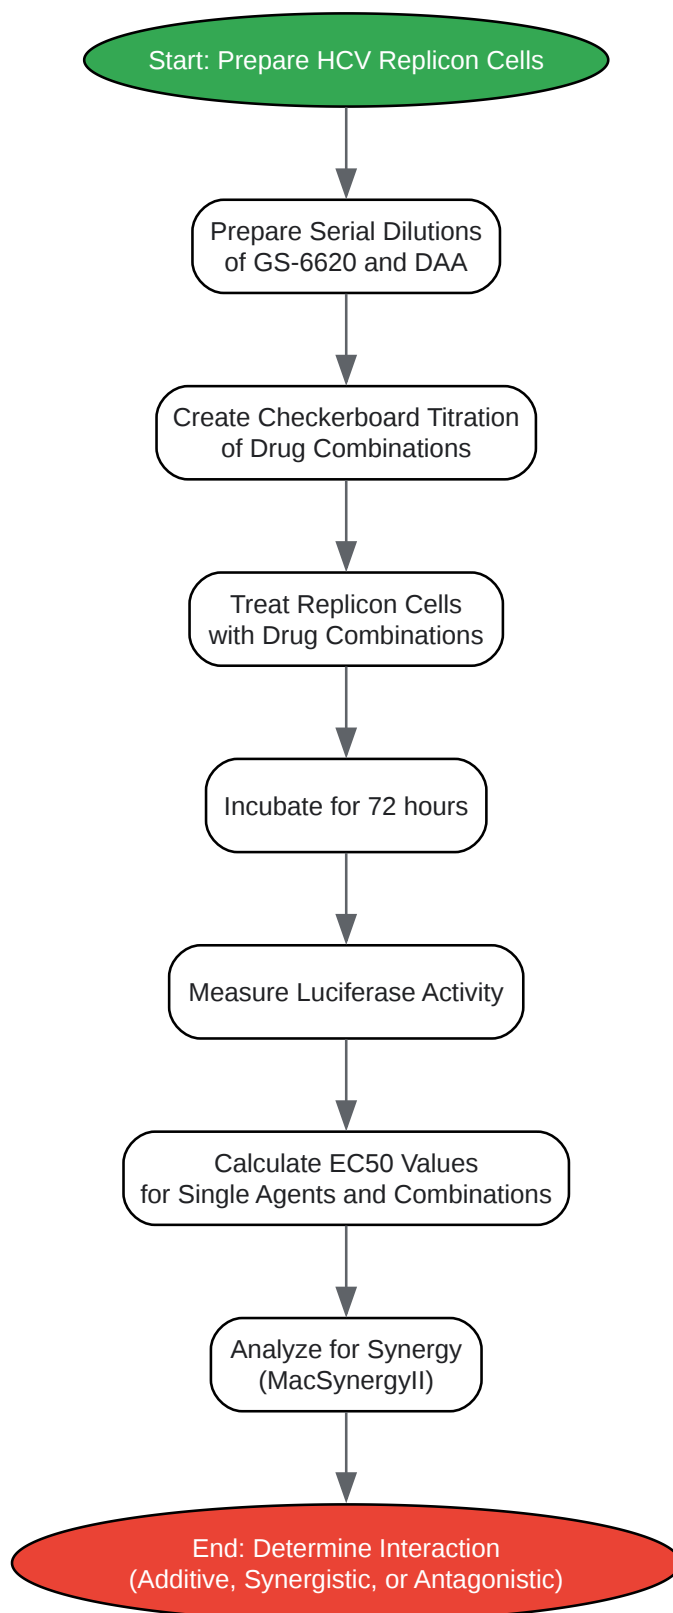 Start: Prepare HCV Replicon Cells
Prepare Serial Dilutions
of GS-6620 and DAA
Create Checkerboard Titration
of Drug Combinations
Treat Replicon Cells
with Drug Combinations
Incubate for 72 hours
Measure Luciferase Activity
Calculate EC50 Values
for Single Agents and Combinations
Analyze for Synergy
(MacSynergyII)
End: Determine Interaction
(Additive, Synergistic, or Antagonistic)